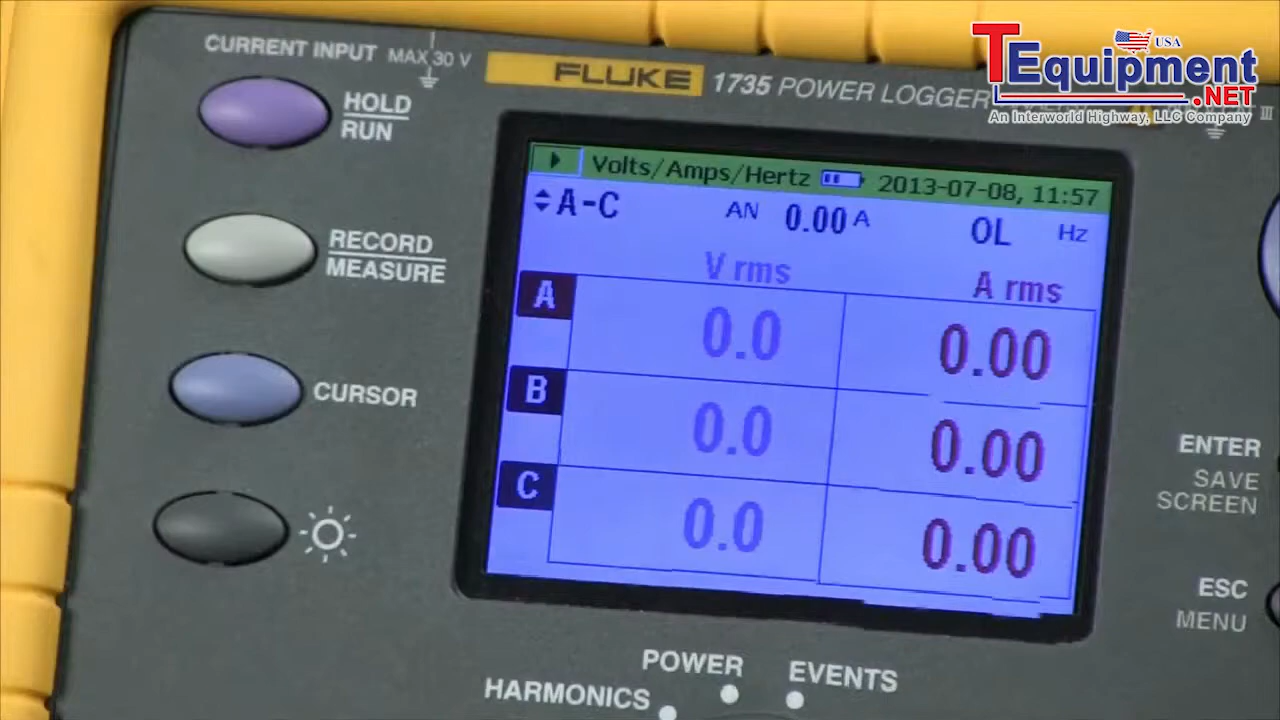 CURRENT INPUT MAX 30 V
FLUKE 1735 POWER LOGGER
TEquipment
USA
.NET
An Interworld Highway, LLC Company
III
HOLD
RUN
RECORD
MEASURE
CURSOR
Volts/Amps/Hertz 2013-07-08, 11:57
A-C AN 0.00 A OL Hz
V rms A rms
A 0.0 0.00
B 0.0 0.00
C 0.0 0.00
ENTER
SAVE
SCREEN
ESC
MENU
POWER EVENTS
HARMONICS